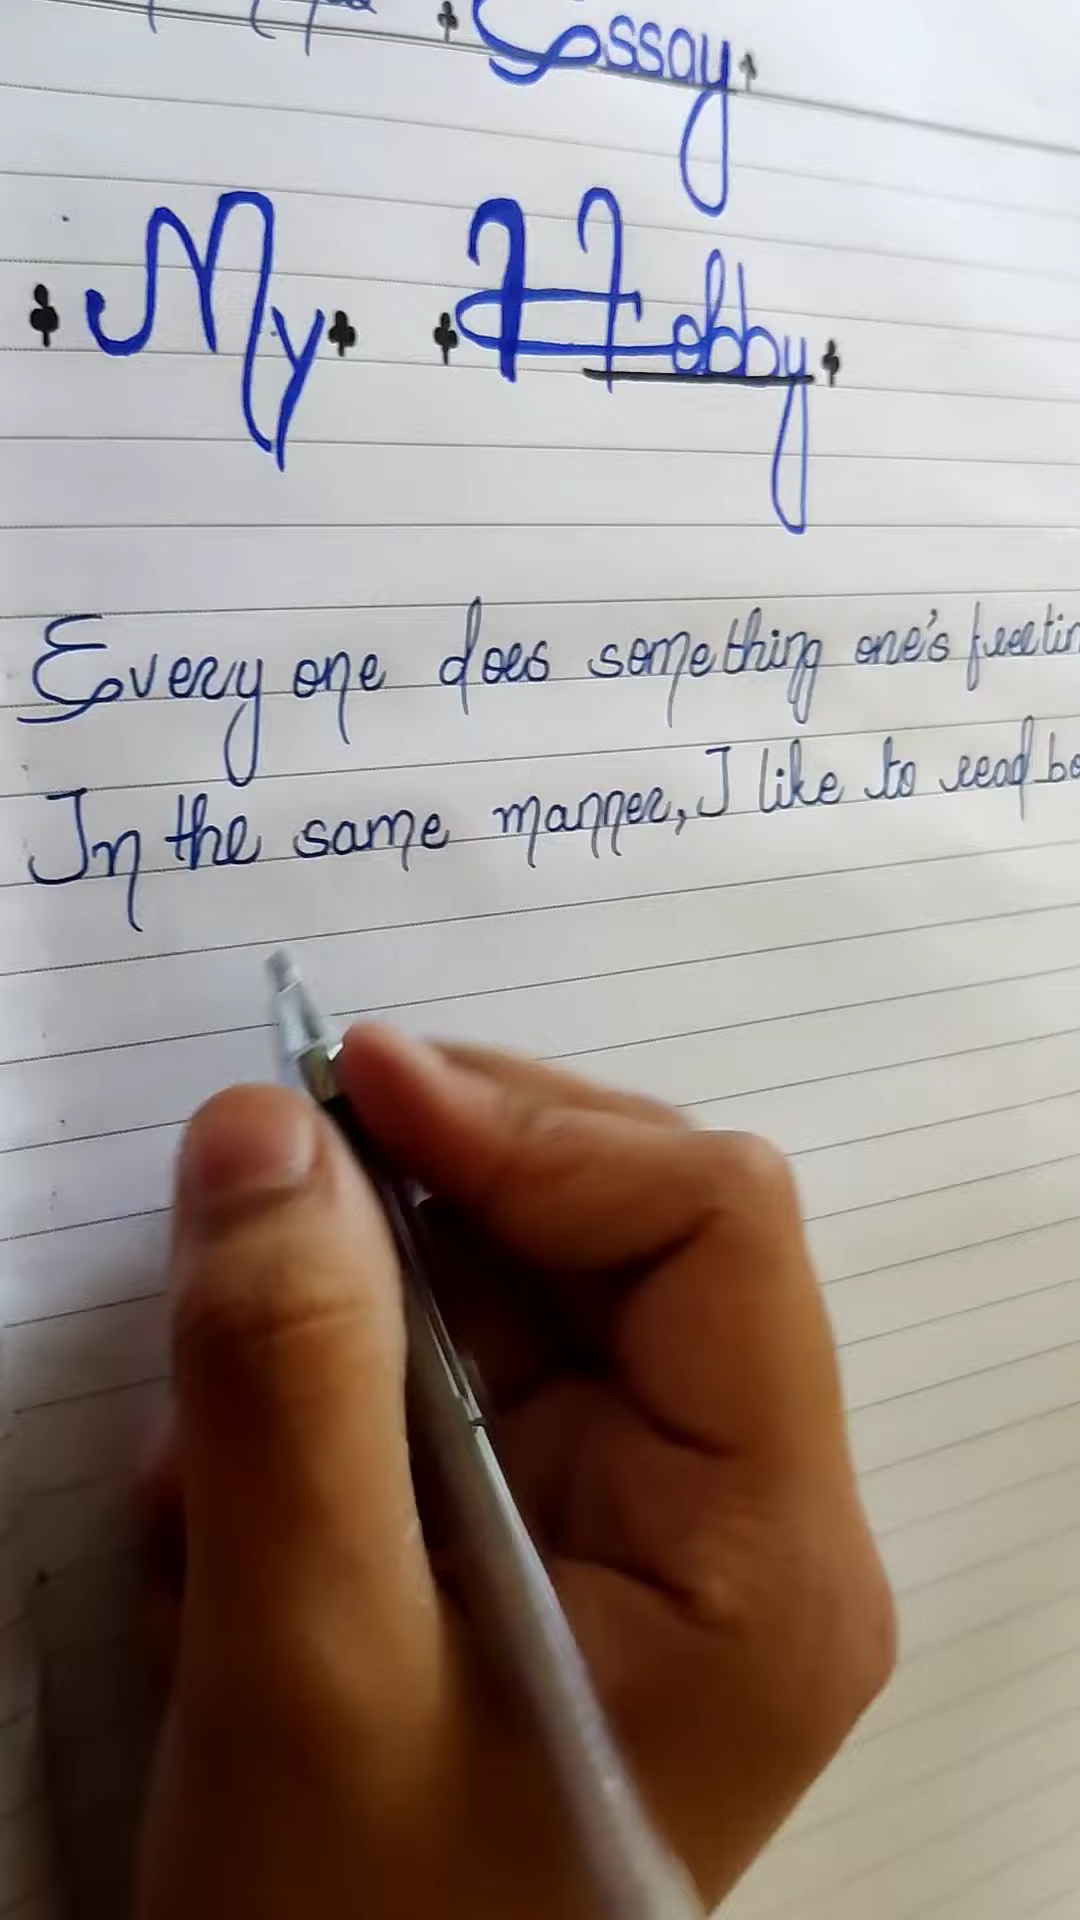 Essay
My Hobby
Every one does something one's
In the same manner, I like to read